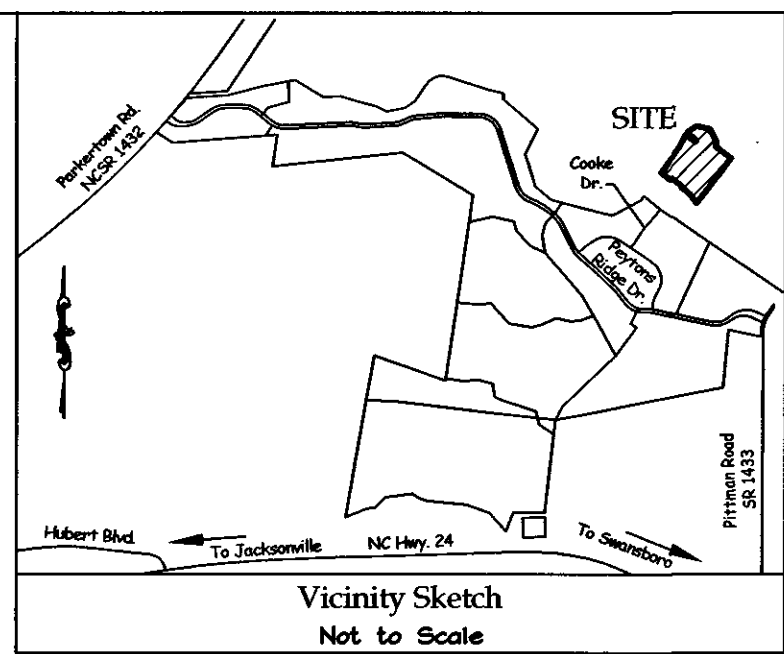 Parkertown Rd.
NCSR 1432
SITE
Cooke
Dr.
Peytons
Ridge Dr.
Pittman Road
SR 1433
Hubert Blvd.
To Jacksonville
NC Hwy. 24
To Swansboro
Vicinity Sketch
Not to Scale